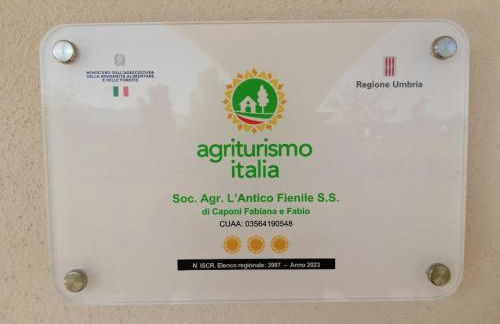 MINISTERO DELL'AGRICOLTURA
DELLA SOVRANITÀ ALIMENTARE
E DELLE FORESTE
Regione Umbria
agriturismo
italia
Soc. Agr. L'Antico Fienile S.S.
di Caponi Fabiana e Fabio
CUAA: 03564190548
N. ISCR. Elenco regionale: 3987 – Anno 2023